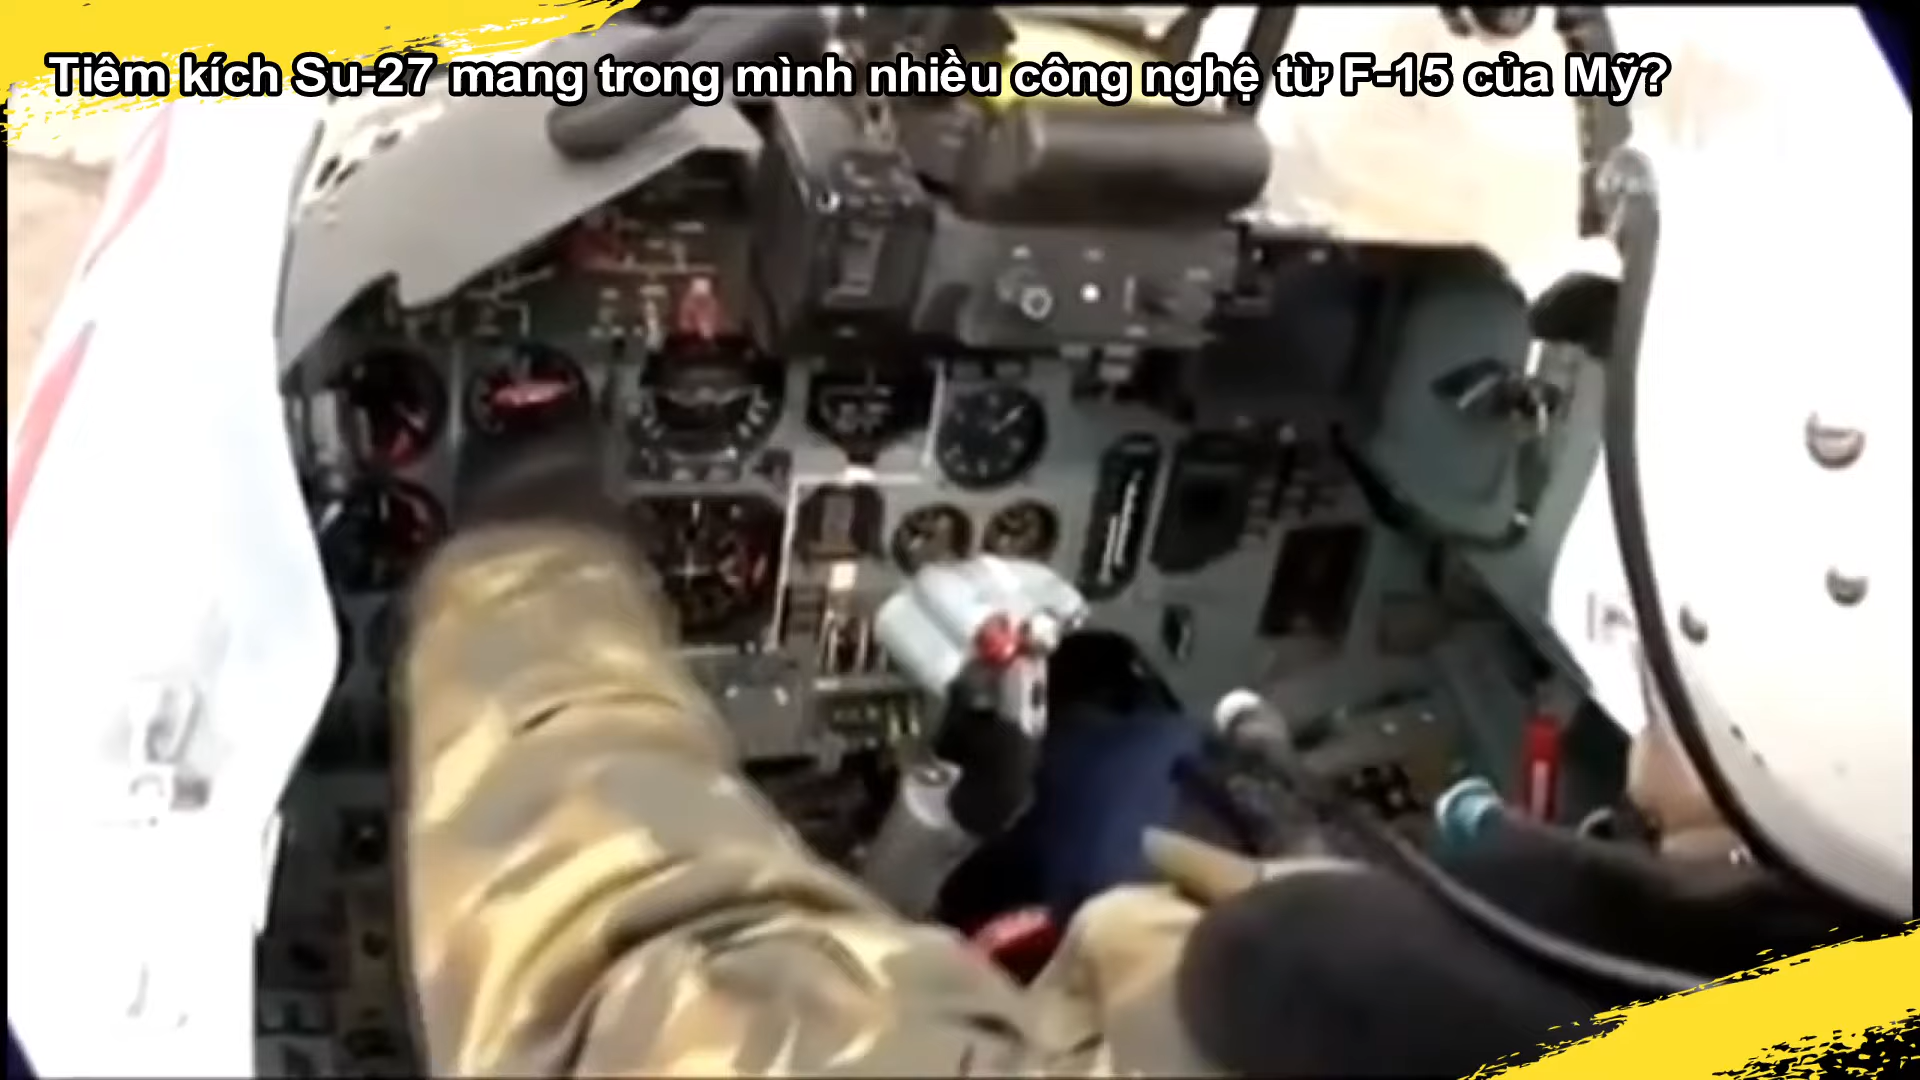 Tiêm kích Su-27 mang trong mình nhiều công nghệ từ F-15 của Mỹ?